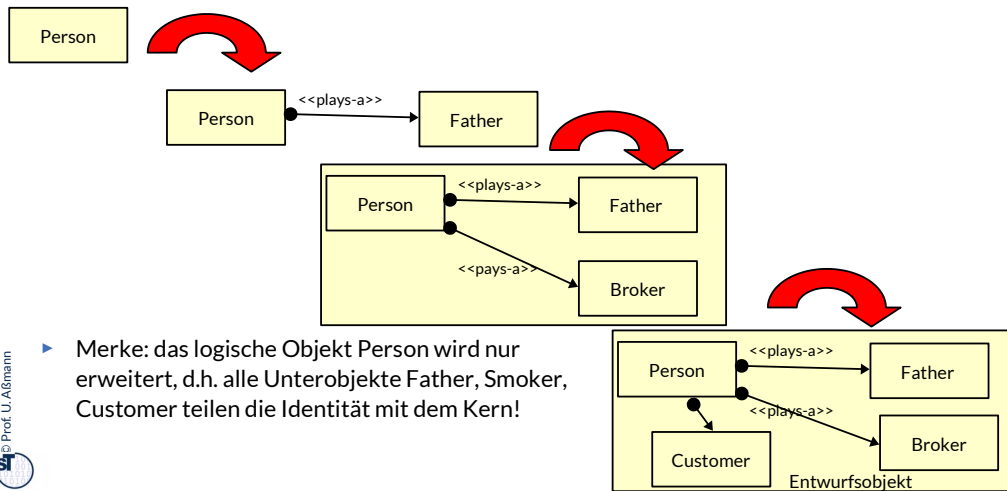 Person
Person
<<plays-a>>
Father
Person
<<plays-a>>
Father
<<pays-a>>
Broker
Person
<<plays-a>>
Father
<<plays-a>>
Broker
Customer
Entwurfsobjekt
► Merke: das logische Objekt Person wird nur
erweitert, d.h. alle Unterobjekte Father, Smoker,
Customer teilen die Identität mit dem Kern!
© Prof. U. Aßmann